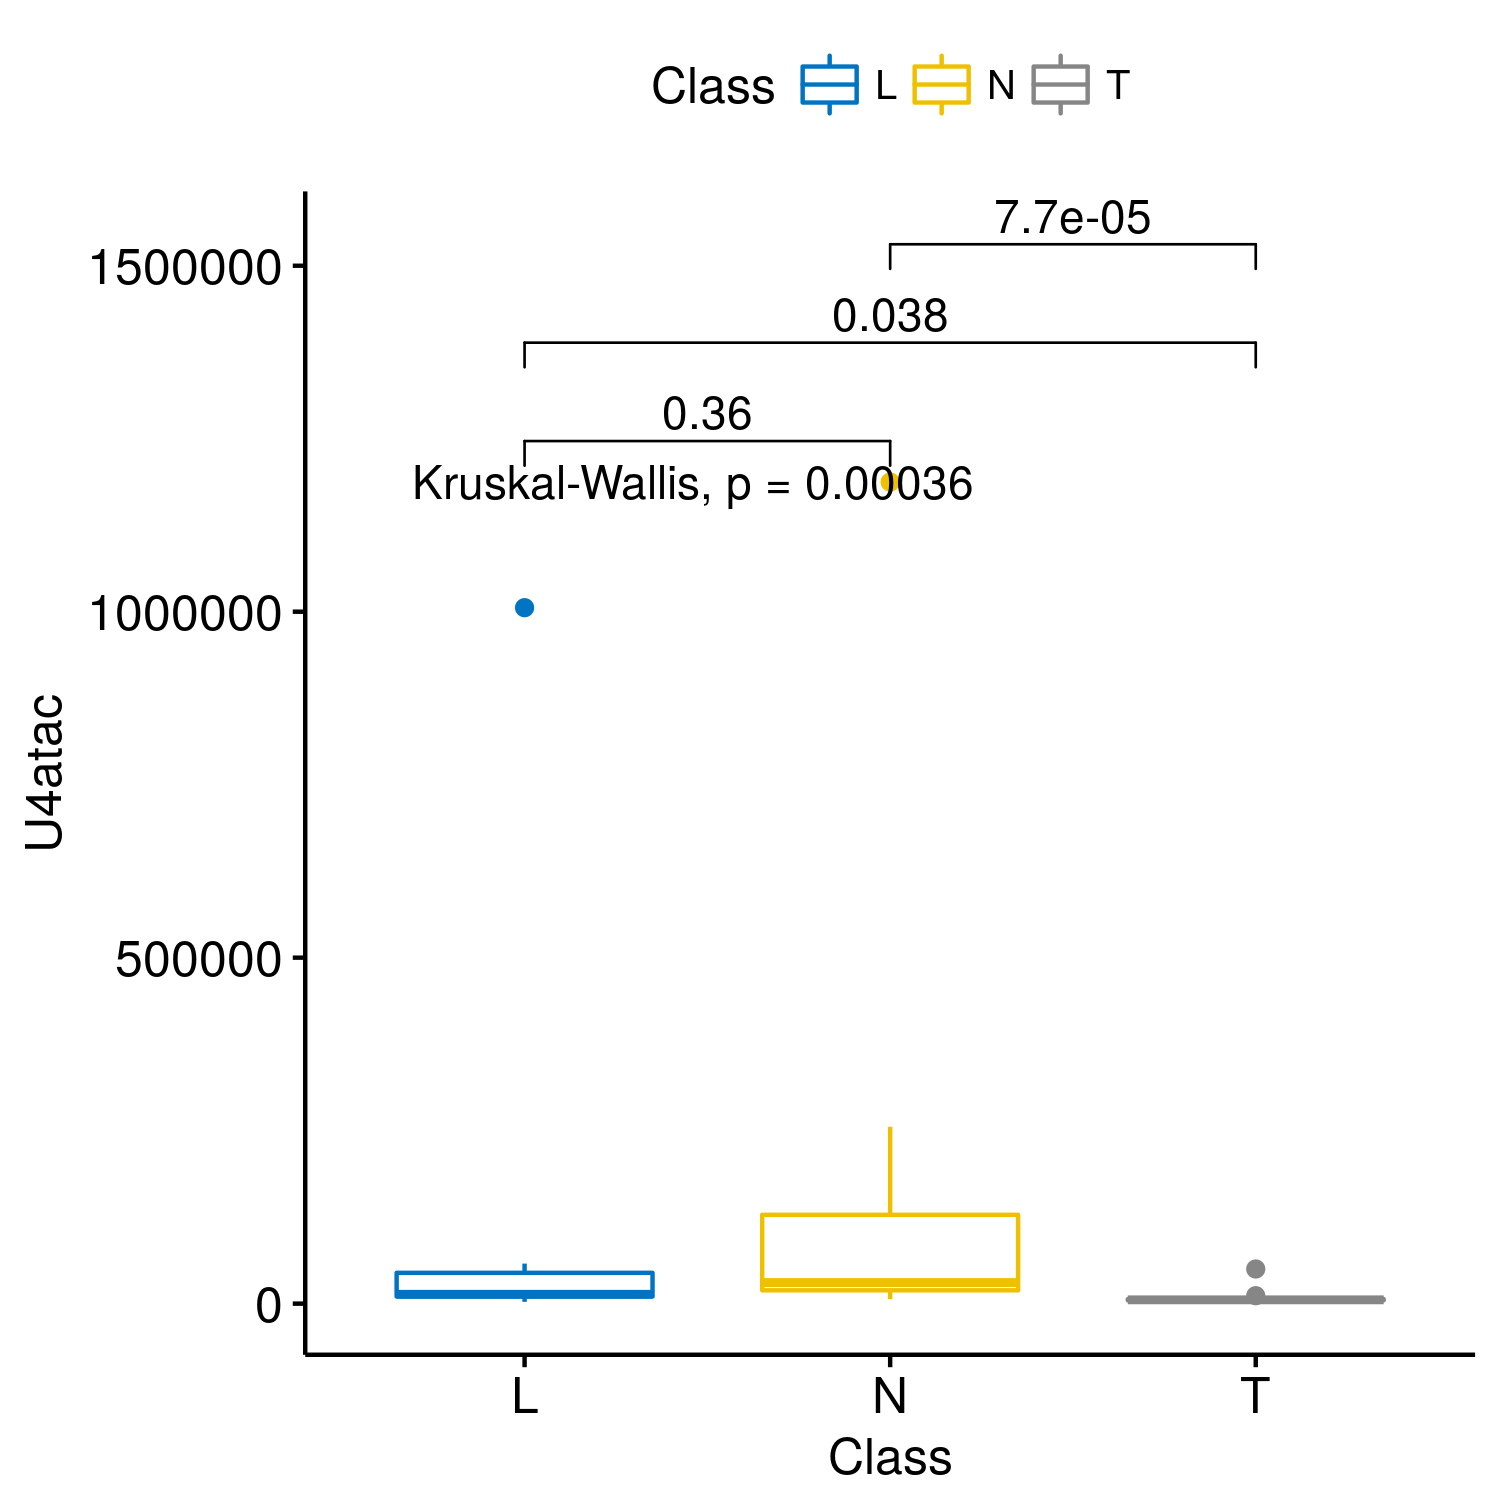 Class L N T
7.7e-05
1500000
0.038
0.36
Kruskal-Wallis, p = 0.00036
1000000
U4atac
500000
0
L N T
Class